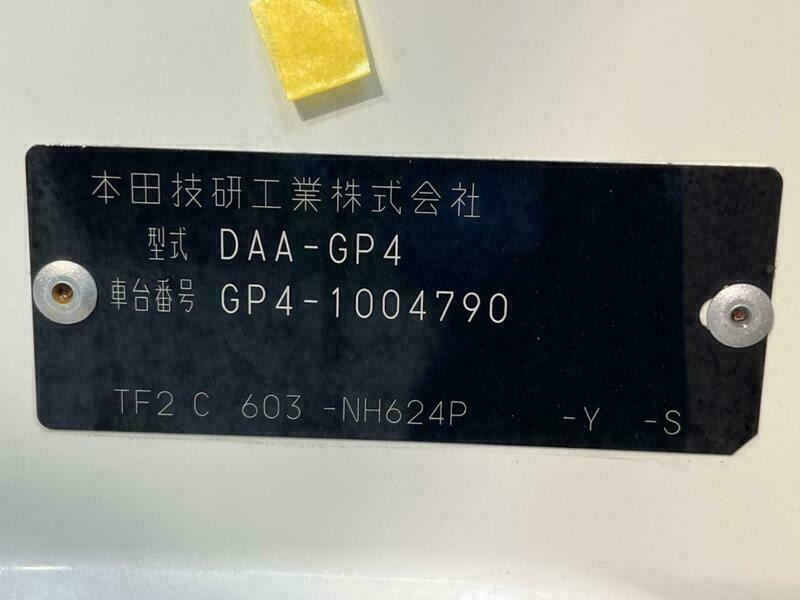 本田技研工業株式会社
型式 DAA-GP4
車台番号 GP4-1004790
TF2 C 603 -NH624P -Y -S